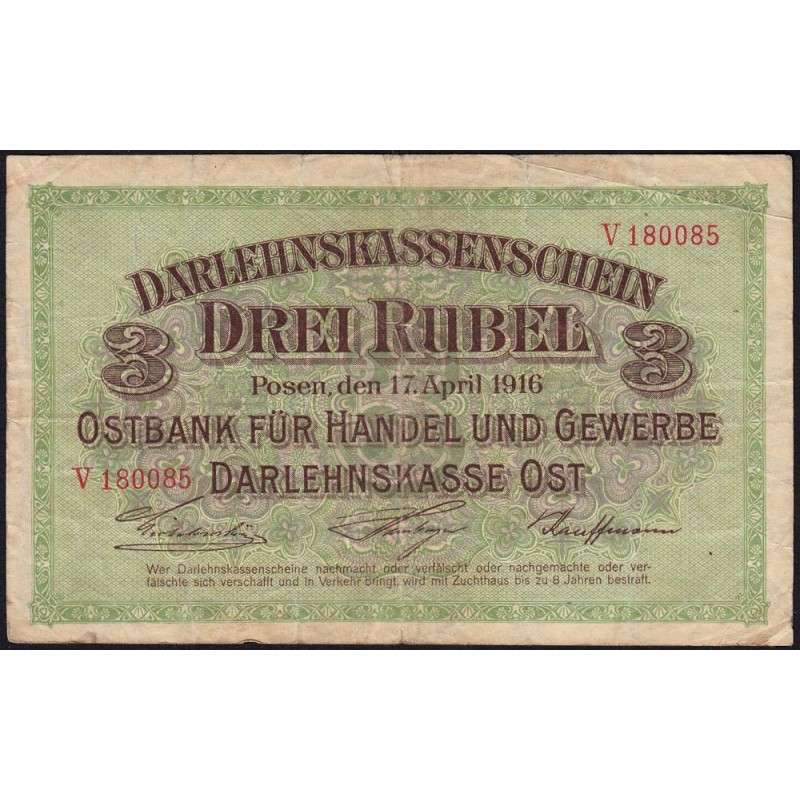 V 180085
DARLEHNSKASSENSCHEIN
3 DREI RUBEL 3
Posen, den 17. April 1916
OSTBANK FÜR HANDEL UND GEWERBE
V 180085 DARLEHNSKASSE OST
Kauffmann
Wer Darlehnskassenscheine nachmacht oder verfälscht oder nachgemachte oder ver-
fälschte sich verschafft und in Verkehr bringt, wird mit Zuchthaus bis zu 8 Jahren bestraft.